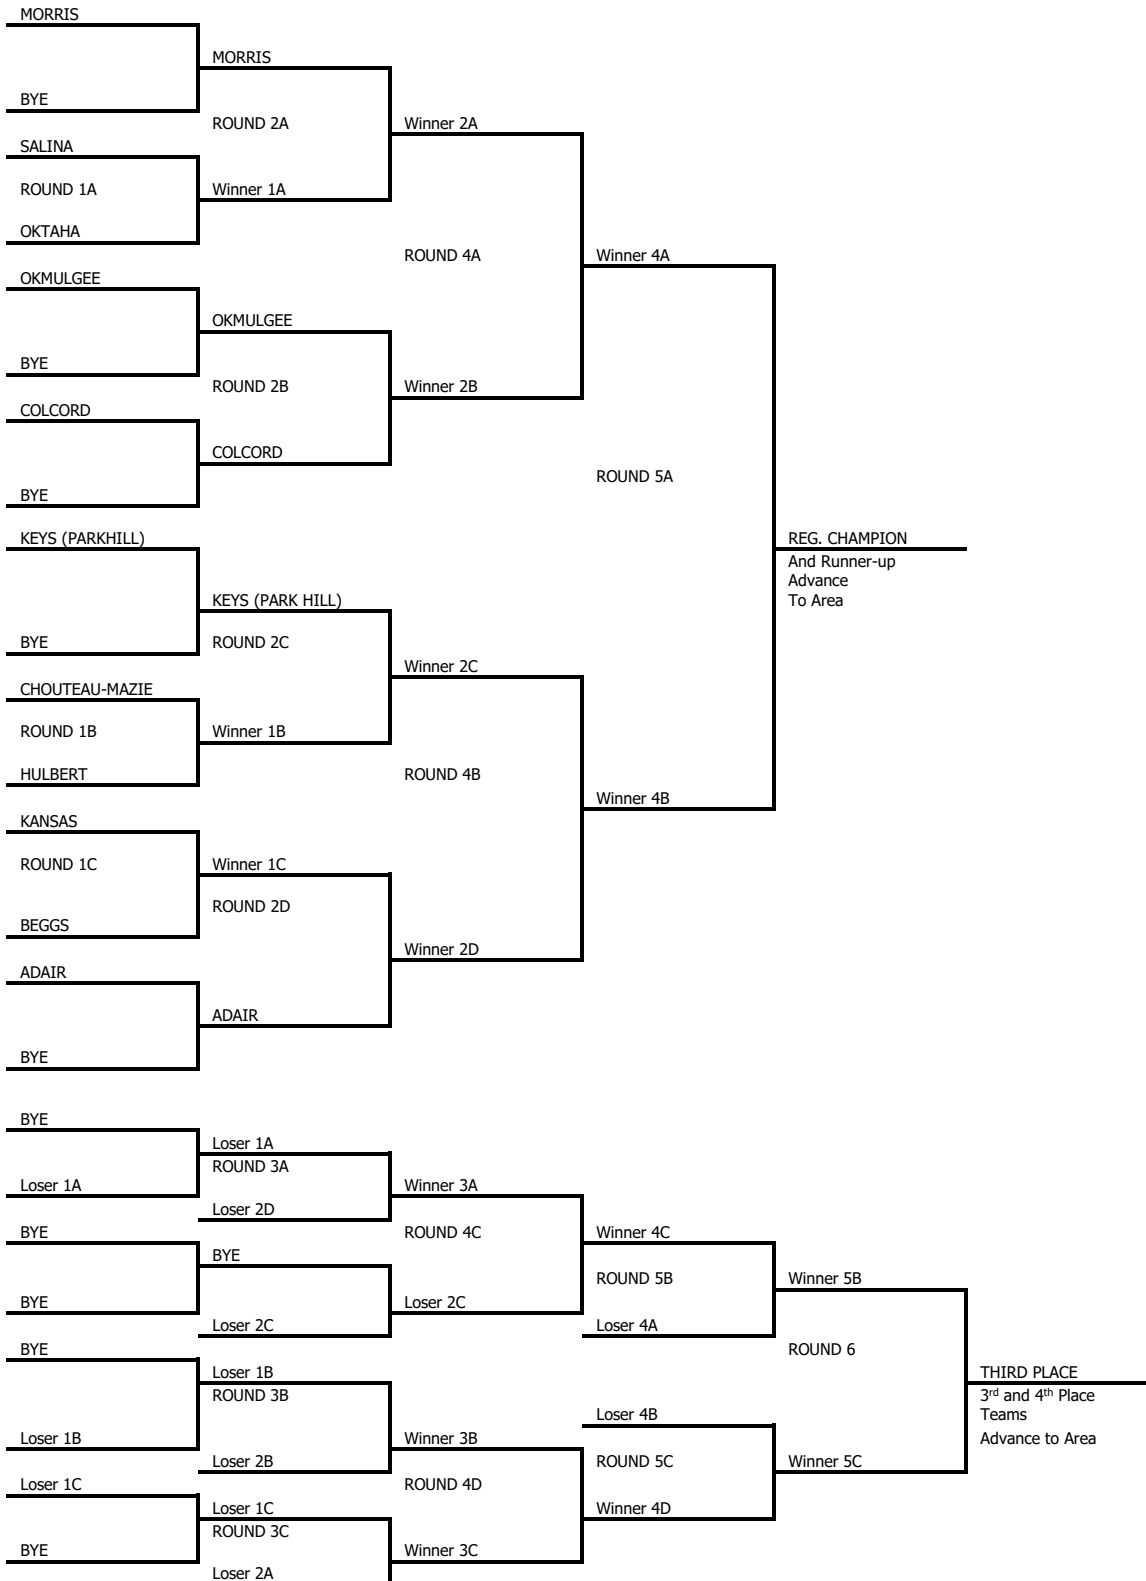 MORRIS
MORRIS
BYE
ROUND 2A
Winner 2A
SALINA
ROUND 1A
Winner 1A
OKTAHA
ROUND 4A
Winner 4A
OKMULGEE
OKMULGEE
BYE
ROUND 2B
Winner 2B
COLCORD
COLCORD
ROUND 5A
BYE
KEYS (PARKHILL)
REG. CHAMPION
And Runner-up
Advance
To Area
KEYS (PARK HILL)
BYE
ROUND 2C
Winner 2C
CHOUTEAU-MAZIE
ROUND 1B
Winner 1B
HULBERT
ROUND 4B
Winner 4B
KANSAS
ROUND 1C
Winner 1C
ROUND 2D
BEGGS
Winner 2D
ADAIR
ADAIR
BYE
BYE
Loser 1A
ROUND 3A
Loser 1A
Winner 3A
Loser 2D
BYE
ROUND 4C
Winner 4C
BYE
ROUND 5B
Winner 5B
BYE
Loser 2C
Loser 2C
Loser 4A
BYE
ROUND 6
Loser 1B
THIRD PLACE
ROUND 3B
3rd and 4th Place
Teams
Loser 4B
Loser 1B
Winner 3B
Advance to Area
Loser 2B
ROUND 5C
Winner 5C
Loser 1C
ROUND 4D
Loser 1C
Winner 4D
ROUND 3C
BYE
Winner 3C
Loser 2A